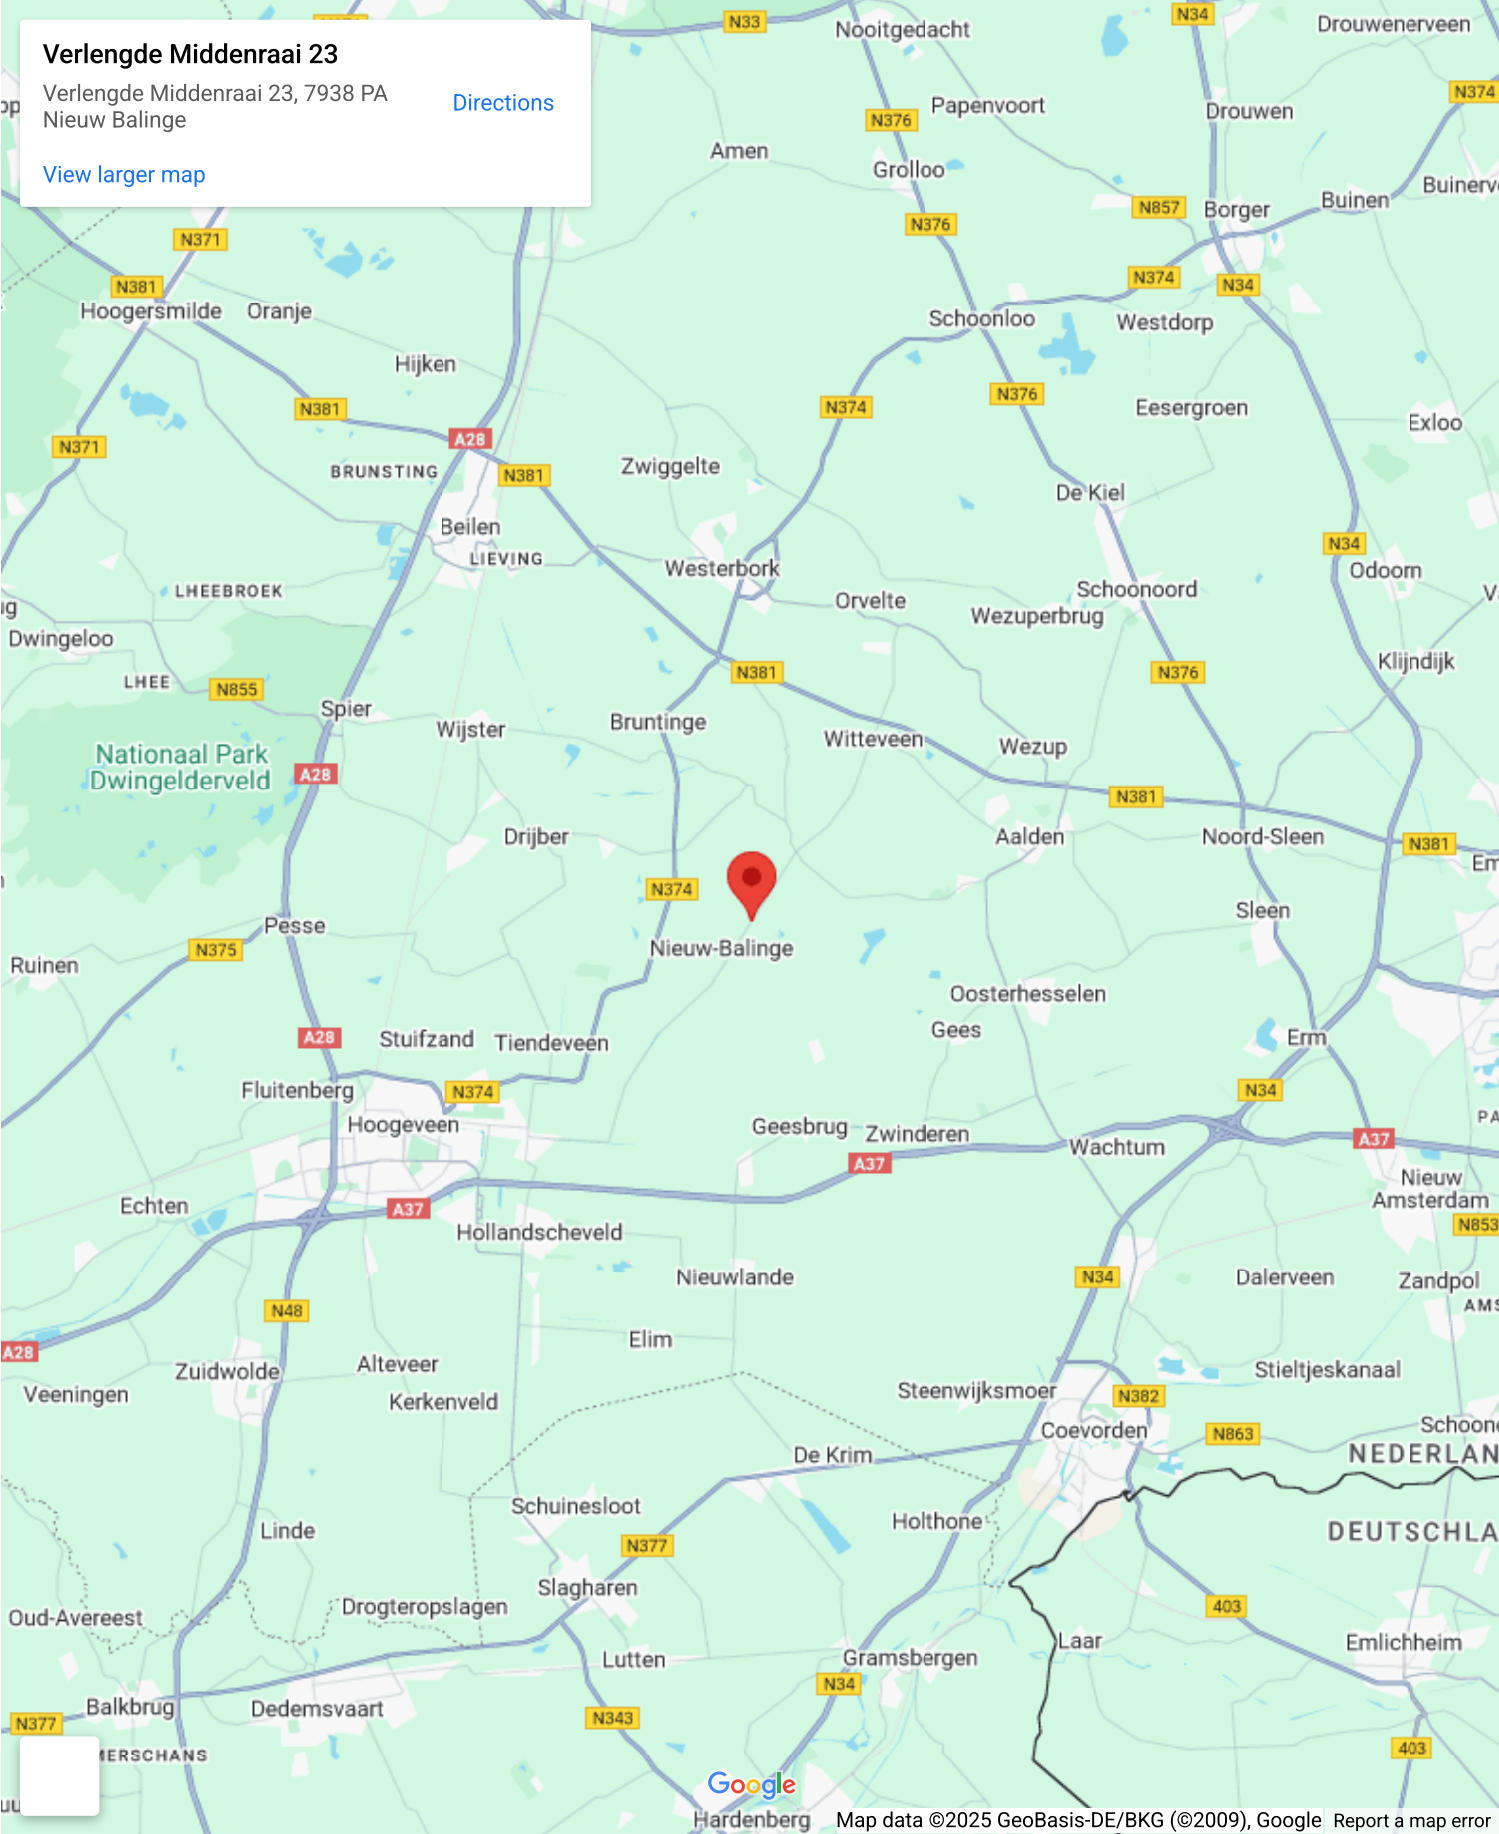 Verlengde Middenraai 23
Verlengde Middenraai 23, 7938 PA
Nieuw Balinge
Directions
View larger map
N33
N34
Nooitgedacht
Drouwenerveen
N374
Papenvoort
Drouwen
N376
Amen
Grolloo
Buinen
N857
Borger
N376
N371
N374
N34
N381
Hoogersmilde
Oranje
Schoonloo
Westdorp
Hijken
N376
N381
N374
Eesergroen
Exloo
N371
A28
BRUNSTING
N381
Zwiggelte
De Kiel
Beilen
N34
LIEVING
Westerbork
Odoorn
LHEEBROEK
Orvelte
Schoonoord
Wezuperbrug
Dwingeloo
Klijndijk
N381
N376
LHEE
N855
Spier
Bruntinge
Wijster
Witteveen
Wezup
Nationaal Park
Dwingelderveld
A28
N381
Drijber
Aalden
Noord-Sleen
N381
N374
Sleen
Pesse
N375
Nieuw-Balinge
Ruinen
Oosterhesselen
Gees
A28
Stuifzand
Tiendeveen
Erm
Fluitenberg
N374
N34
Hoogeveen
Geesbrug
Zwinderen
Wachtum
A37
A37
Nieuw
Amsterdam
Echten
A37
N853
Hollandscheveld
Nieuwlande
N34
Dalerveen
Zandpol
N48
Elim
A28
Zuidwolde
Alteveer
Stieltjeskanaal
Veeningen
Kerkenveld
Steenwijksmoer
N382
Coevorden
N863
De Krim
Schuinesloot
Linde
Holthone
N377
Slagharen
Drogteropslagen
403
Oud-Avereest
Laar
Emlichheim
Lutten
Gramsbergen
N34
Balkbrug
Dedemsvaart
N377
N343
403
Google
Hardenberg
Map data ©2025 GeoBasis-DE/BKG (©2009), Google
Report a map error